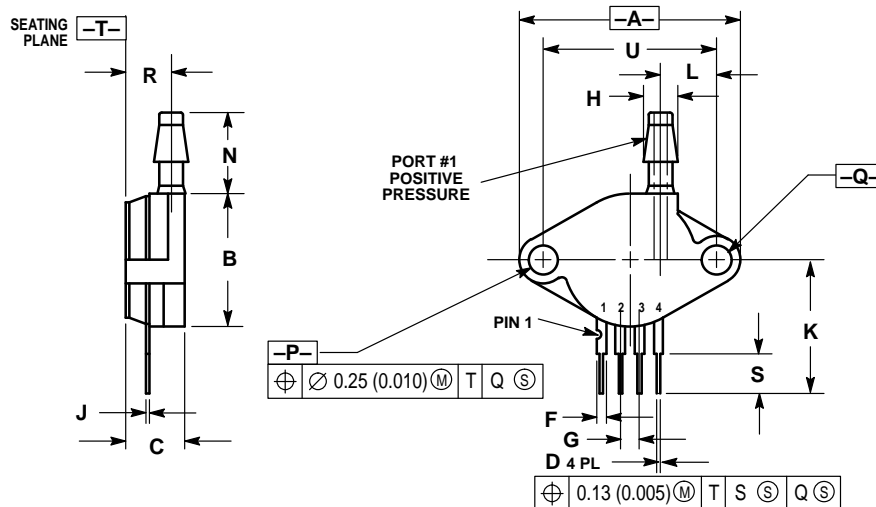 SEATING
PLANE
–T–
R
N
B
J
C
–A–
U
L
H
PORT #1
POSITIVE
PRESSURE
–Q–
1 2 3 4
PIN 1
K
S
–P–
⌖ ∅ 0.25 (0.010) Ⓜ T Q Ⓢ
F
G
D 4 PL
⌖ 0.13 (0.005) Ⓜ T S Ⓢ Q Ⓢ